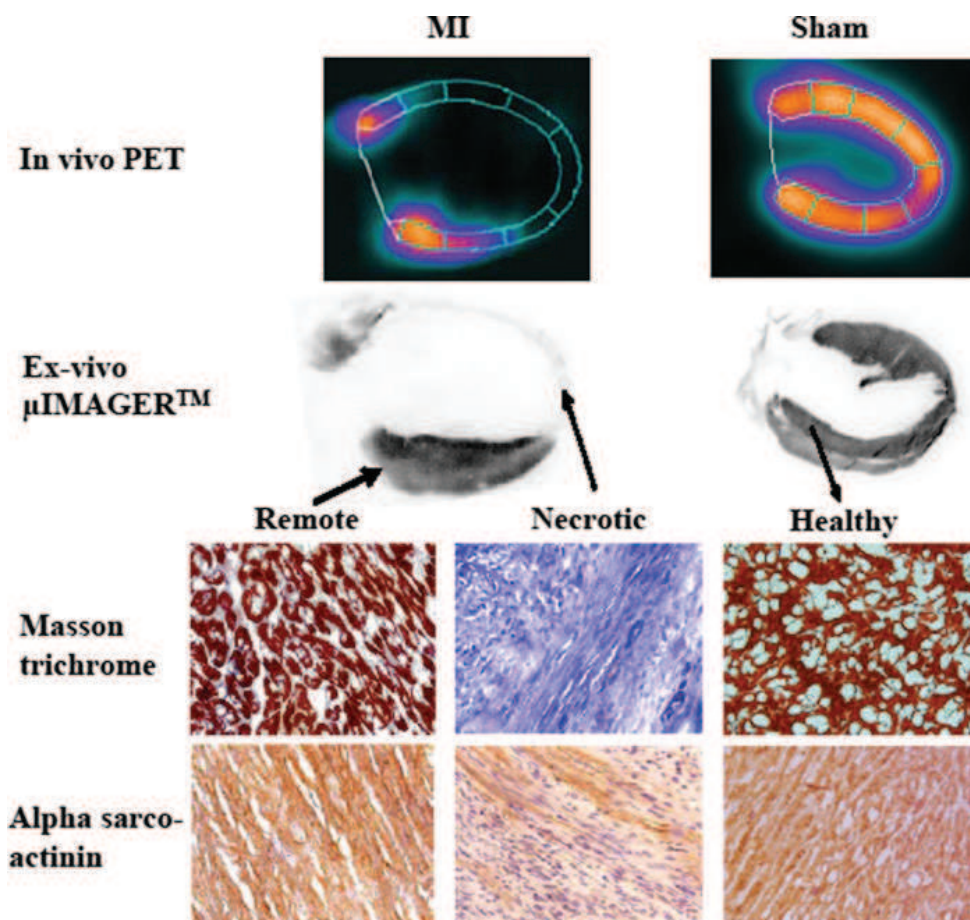 MI
Sham
In vivo PET
Ex-vivo
µIMAGER™
Remote
Necrotic
Healthy
Masson
trichrome
Alpha sarco-
actinin